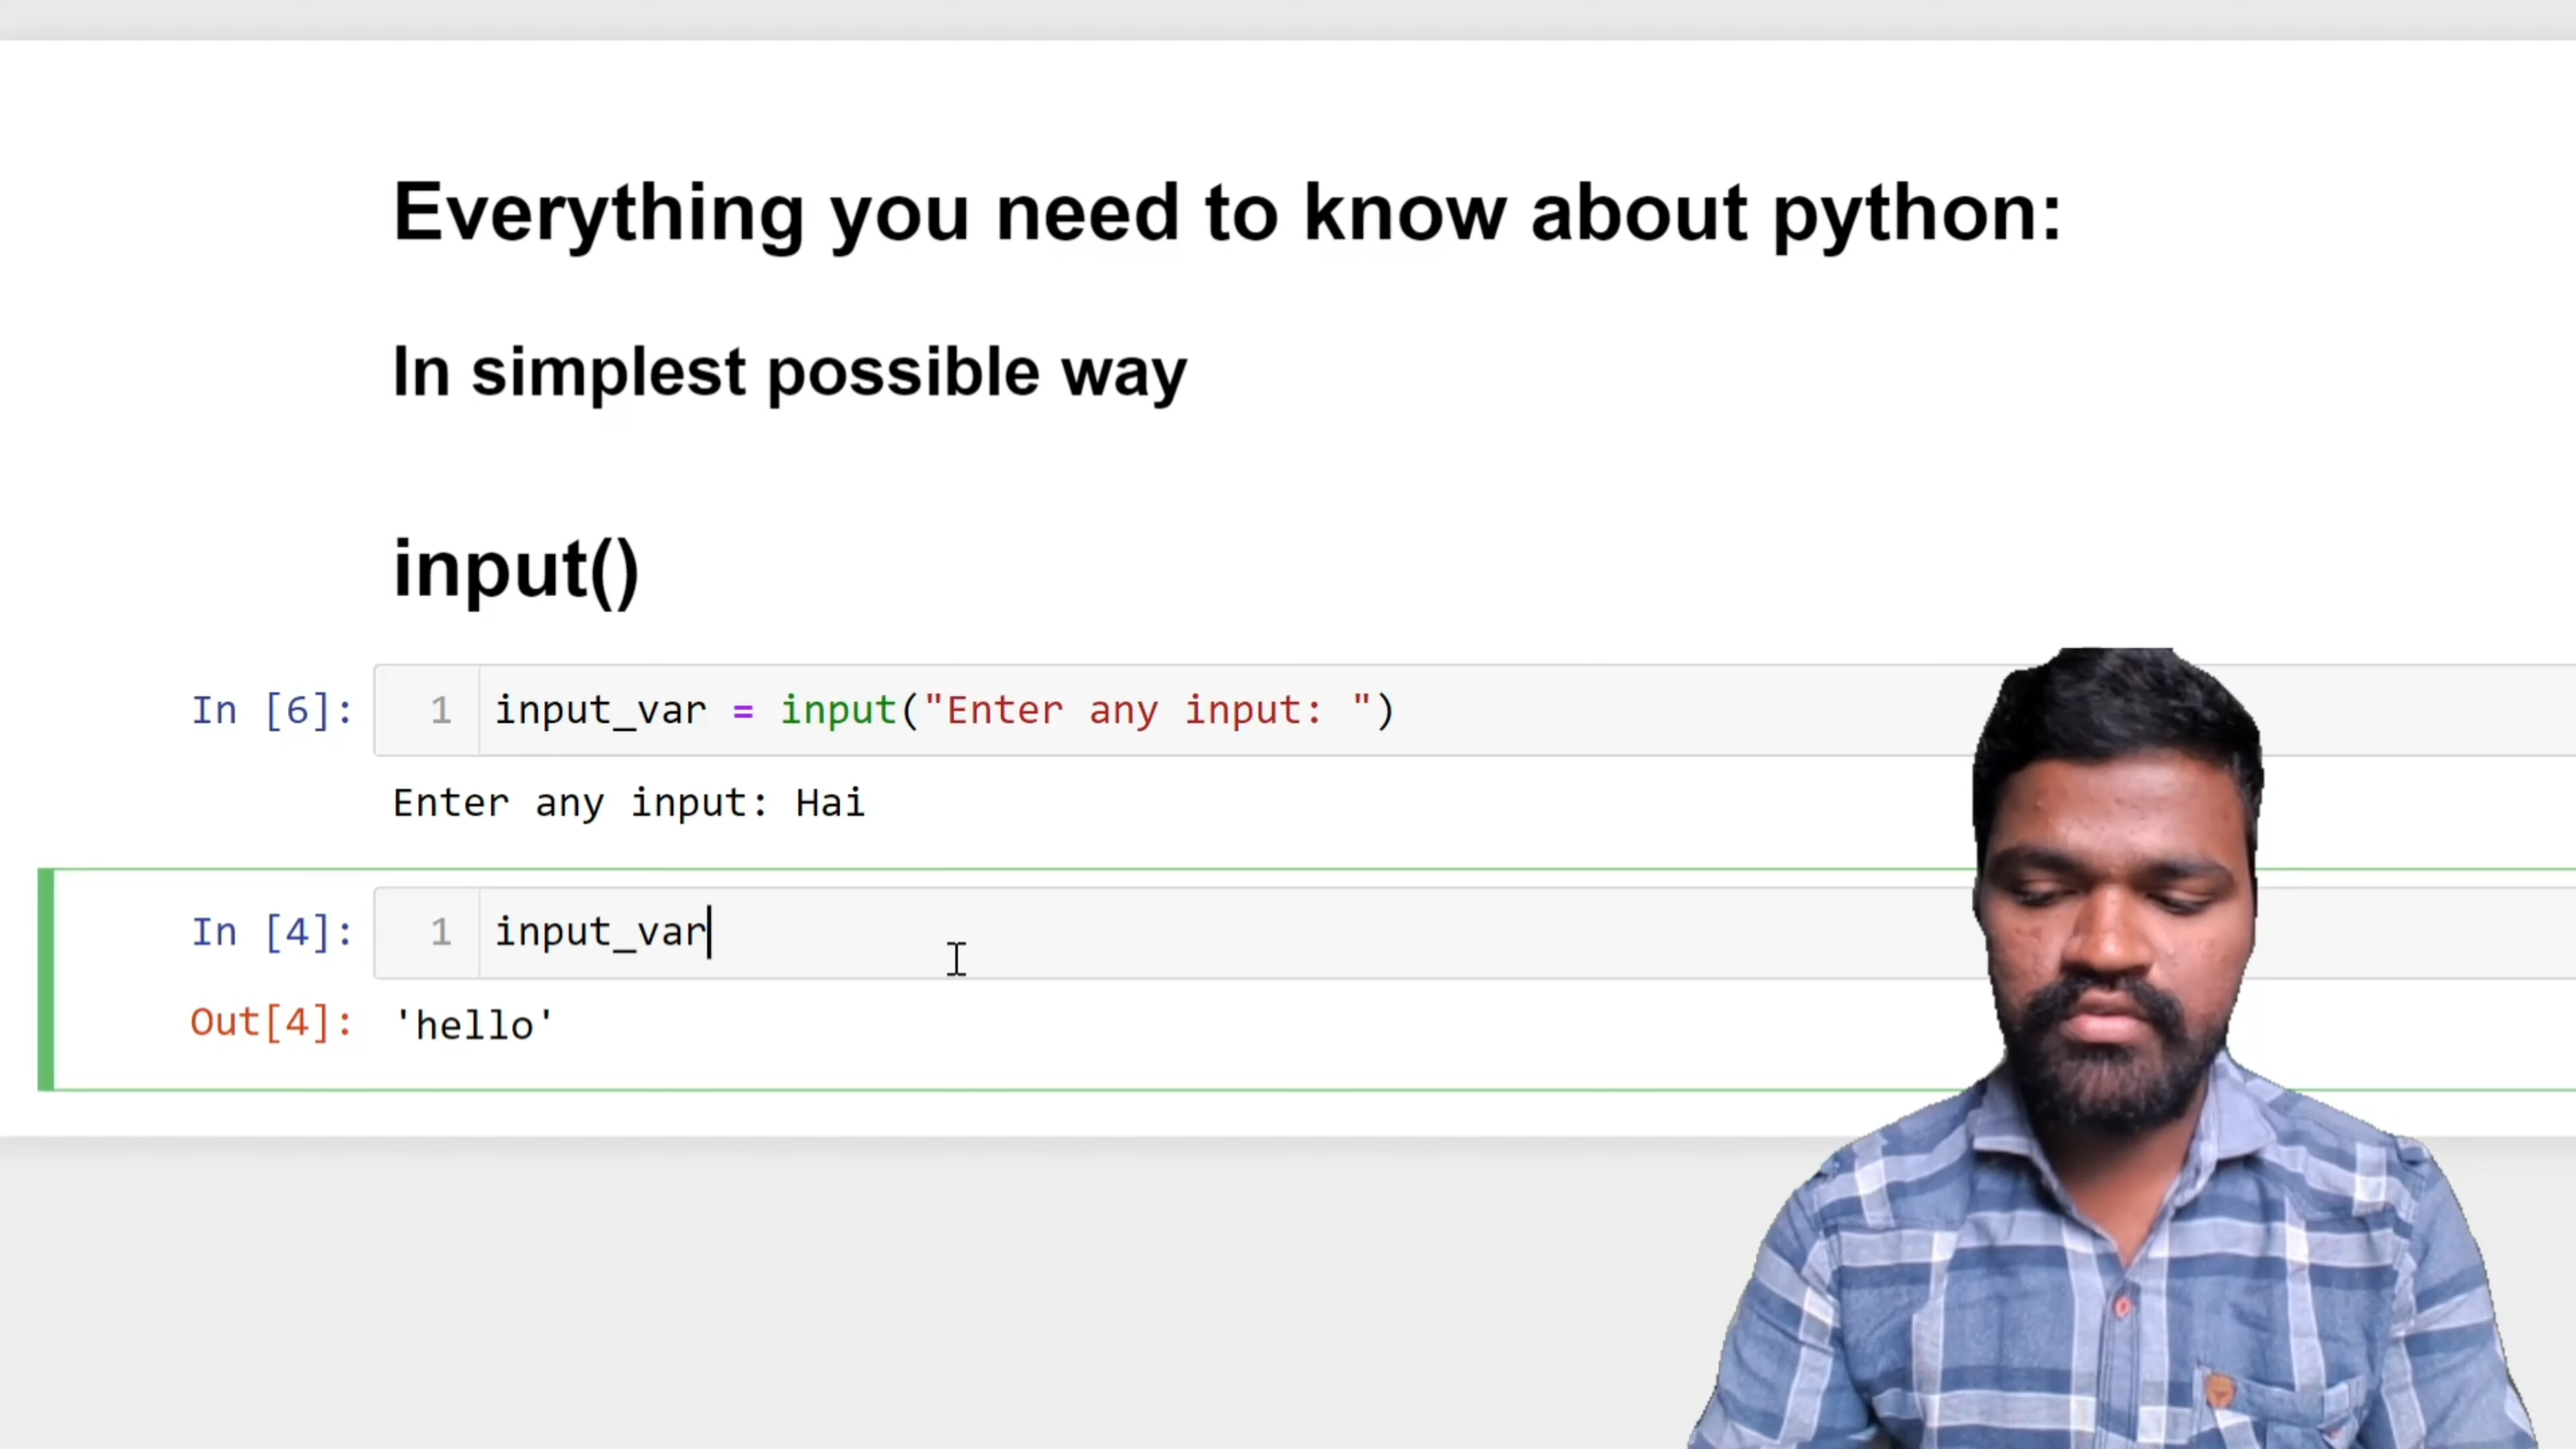 Everything you need to know about python:
In simplest possible way
input()
In [6]: 1 input_var = input("Enter any input: ")
Enter any input: Hai
In [4]: 1 input_var
Out[4]: 'hello'